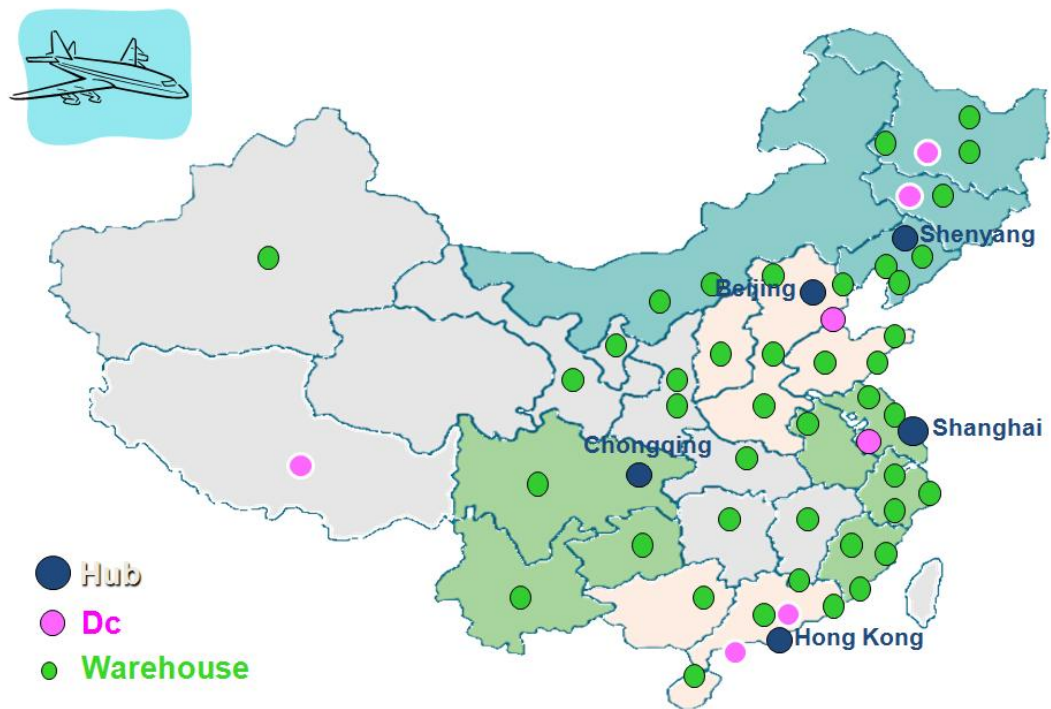 Shenyang
Beijing
Shanghai
Chongqing
Hong Kong
Hub
Dc
Warehouse